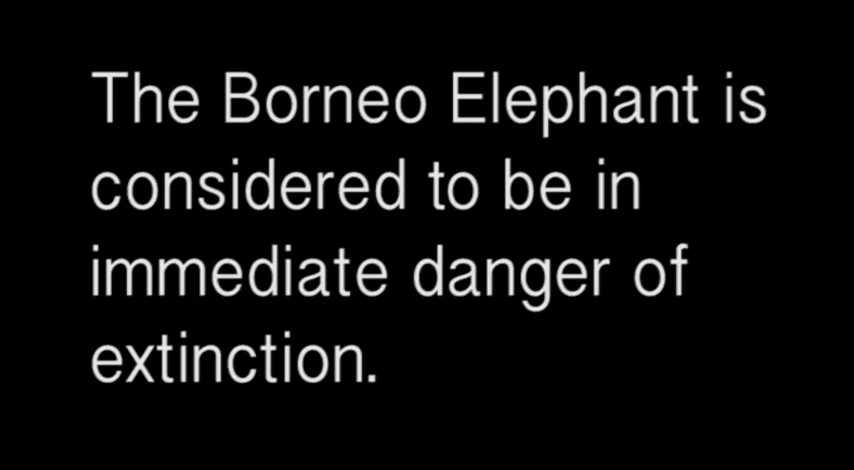 The Borneo Elephant is
considered to be in
immediate danger of
extinction.